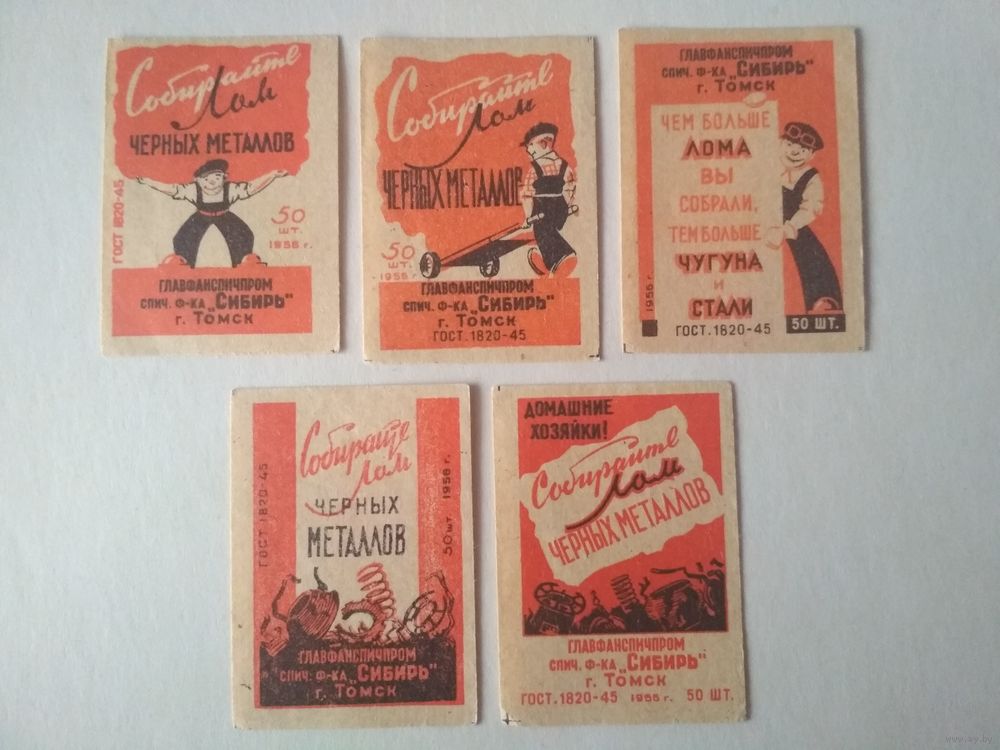 Собирайте
Лом
ЧЕРНЫХ МЕТАЛЛОВ
ГОСТ 1820-45
50
ШТ.
1956 г.
ГЛАВФАНСПИЧПРОМ
СПИЧ. Ф-КА „СИБИРЬ"
г. ТОМСК
Собирайте
Лом
ЧЕРНЫХ МЕТАЛЛОВ
50
ШТ.
1956 г.
ГЛАВФАНСПИЧПРОМ
СПИЧ. Ф-КА „СИБИРЬ"
г. ТОМСК
ГОСТ.1820-45
ГЛАВФАНСПИЧПРОМ
СПИЧ. Ф-КА „СИБИРЬ"
г. ТОМСК
ЧЕМ БОЛЬШЕ
ЛОМА
ВЫ
СОБРАЛИ,
ТЕМ БОЛЬШЕ
ЧУГУНА
И
СТАЛИ
1956 г.
ГОСТ.1820-45
50 ШТ.
Собирайте
Лом
ЧЕРНЫХ
МЕТАЛЛОВ
ГОСТ 1820-45
50 ШТ 1956 г.
ГЛАВФАНСПИЧПРОМ
СПИЧ. Ф-КА „СИБИРЬ"
г. ТОМСК
ДОМАШНИЕ
ХОЗЯЙКИ!
Собирайте
Лом
ЧЕРНЫХ МЕТАЛЛОВ
ГЛАВФАНСПИЧПРОМ
СПИЧ. Ф-КА „СИБИРЬ"
г. ТОМСК
ГОСТ.1820-45 1956 г. 50 ШТ.